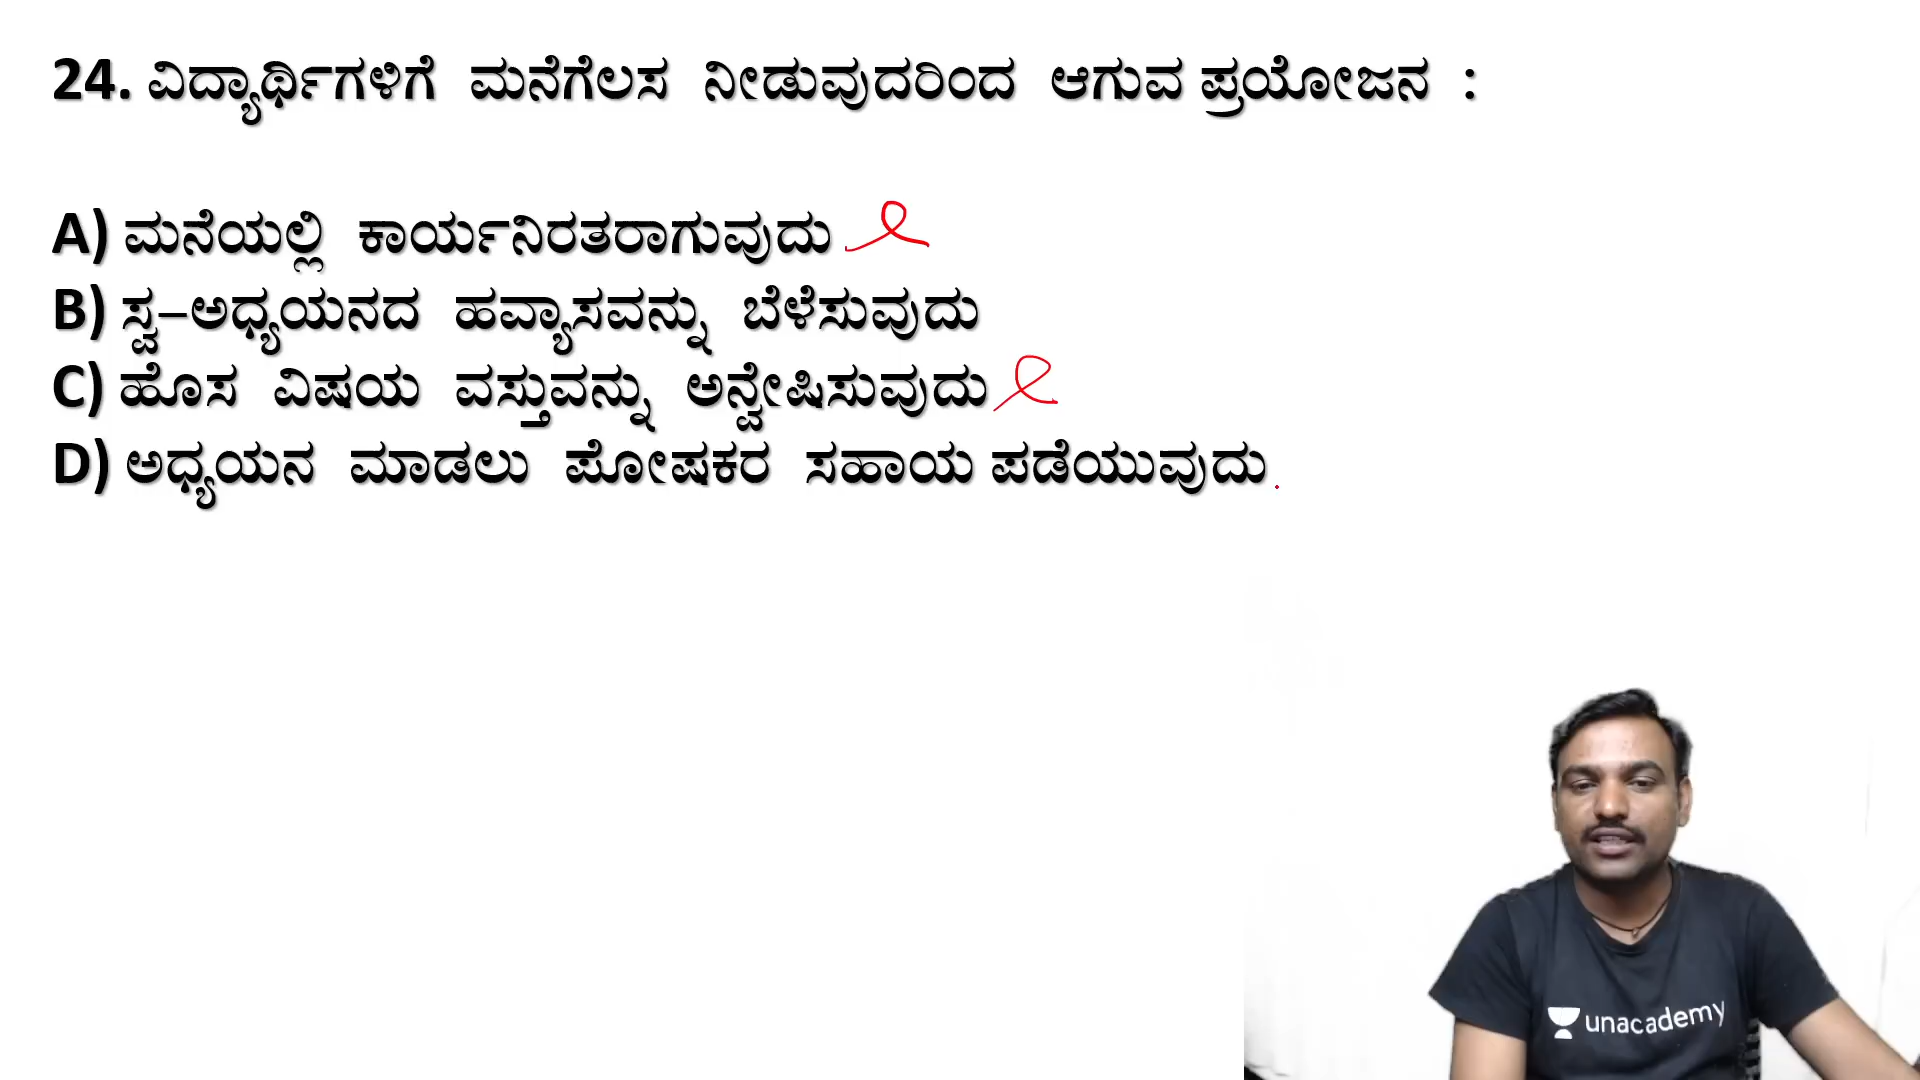 24. ವಿದ್ಯಾರ್ಥಿಗಳಿಗೆ ಮನೆಗೆಲಸ ನೀಡುವುದರಿಂದ ಆಗುವ ಪ್ರಯೋಜನ :
A) ಮನೆಯಲ್ಲಿ ಕಾರ್ಯನಿರತರಾಗುವುದು
B) ಸ್ವ–ಅಧ್ಯಯನದ ಹವ್ಯಾಸವನ್ನು ಬೆಳೆಸುವುದು
C) ಹೊಸ ವಿಷಯ ವಸ್ತುವನ್ನು ಅನ್ವೇಷಿಸುವುದು
D) ಅಧ್ಯಯನ ಮಾಡಲು ಪೋಷಕರ ಸಹಾಯ ಪಡೆಯುವುದು
unacademy